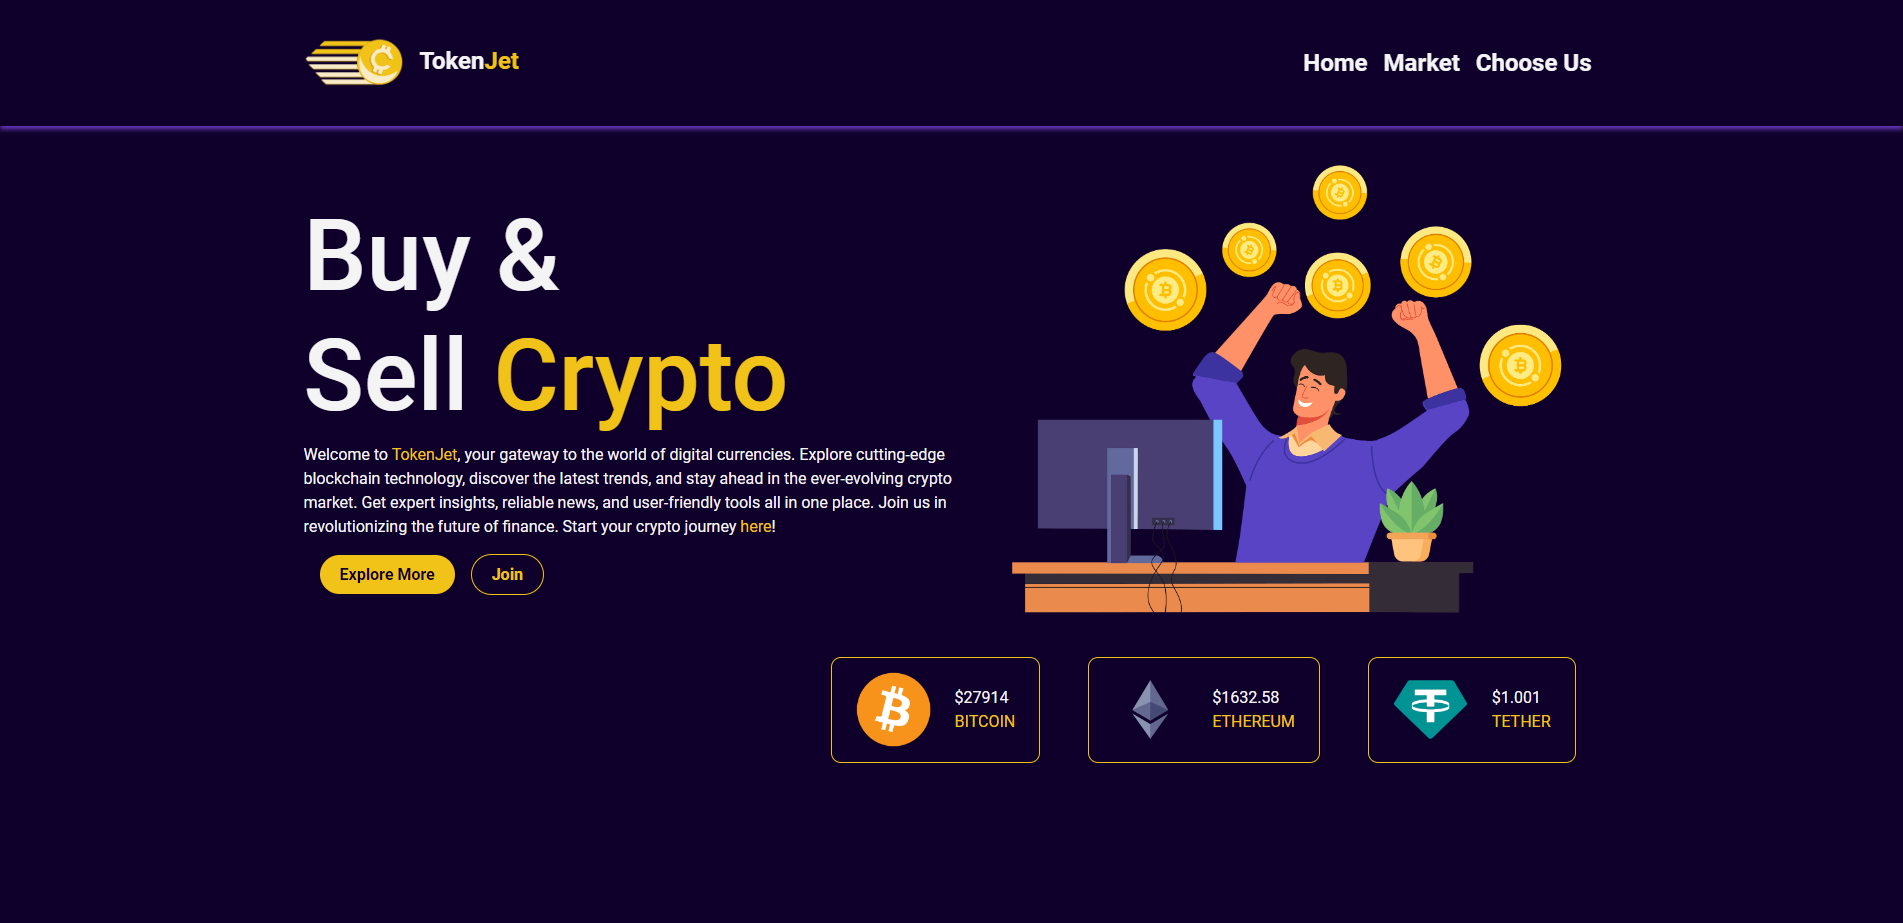 TokenJet
Home Market Choose Us
Buy &
Sell Crypto
Welcome to TokenJet, your gateway to the world of digital currencies. Explore cutting-edge
blockchain technology, discover the latest trends, and stay ahead in the ever-evolving crypto
market. Get expert insights, reliable news, and user-friendly tools all in one place. Join us in
revolutionizing the future of finance. Start your crypto journey here!
Explore More Join
$27914
BITCOIN
$1632.58
ETHEREUM
$1.001
TETHER